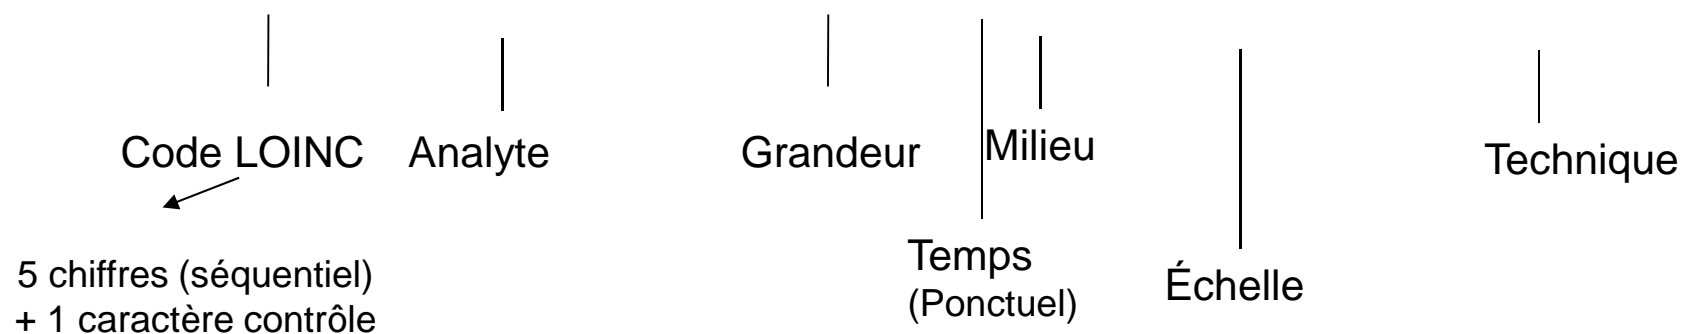 Code LOINC
Analyte
Grandeur
Milieu
Technique
5 chiffres (séquentiel)
+ 1 caractère contrôle
Temps
(Ponctuel)
Échelle